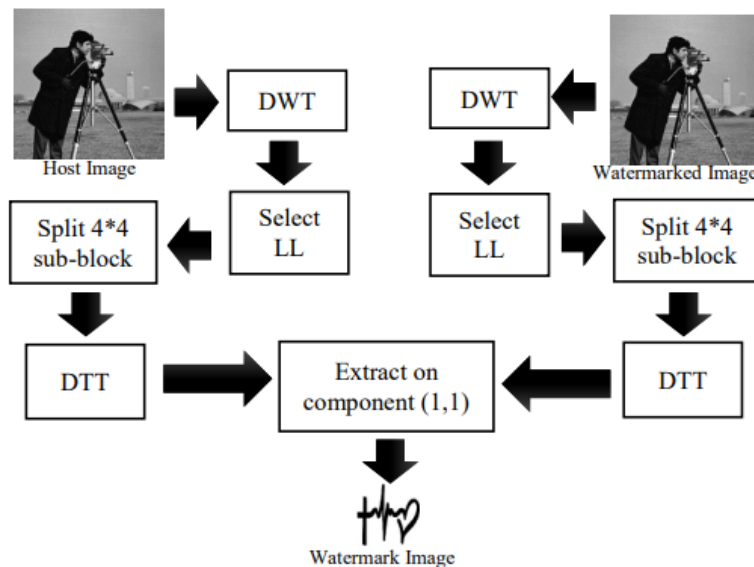 Host Image
DWT
Select
LL
Split 4*4
sub-block
DTT
Watermarked Image
DWT
Select
LL
Split 4*4
sub-block
DTT
Extract on
component (1,1)
Watermark Image